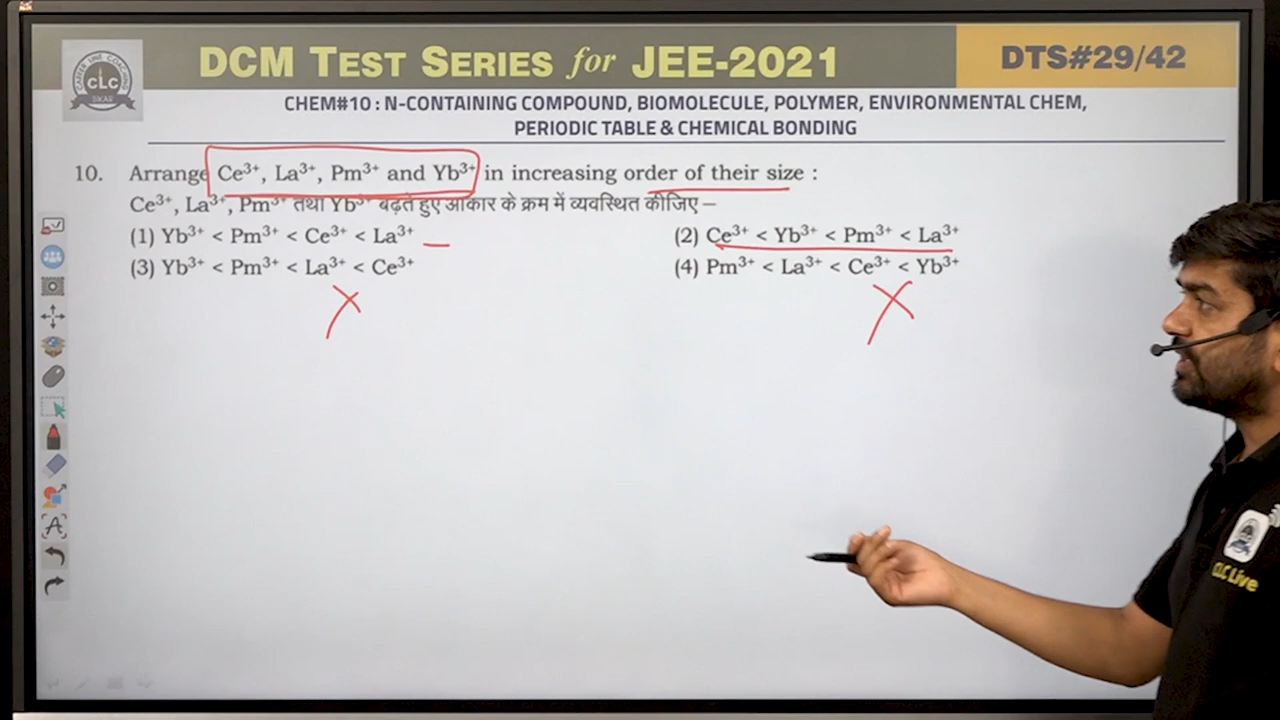 DCM TEST SERIES for JEE-2021
DTS#29/42
CLC
SIKAR
CHEM#10 : N-CONTAINING COMPOUND, BIOMOLECULE, POLYMER, ENVIRONMENTAL CHEM,
PERIODIC TABLE & CHEMICAL BONDING
10. Arrange Ce³⁺, La³⁺, Pm³⁺ and Yb³⁺ in increasing order of their size :
Ce³⁺, La³⁺, Pm³⁺ तथा Yb³⁺ बढ़ते हुए आकार के क्रम में व्यवस्थित कीजिए –
(1) Yb³⁺ < Pm³⁺ < Ce³⁺ < La³⁺
(2) Ce³⁺ < Yb³⁺ < Pm³⁺ < La³⁺
(3) Yb³⁺ < Pm³⁺ < La³⁺ < Ce³⁺
(4) Pm³⁺ < La³⁺ < Ce³⁺ < Yb³⁺
CLC Live